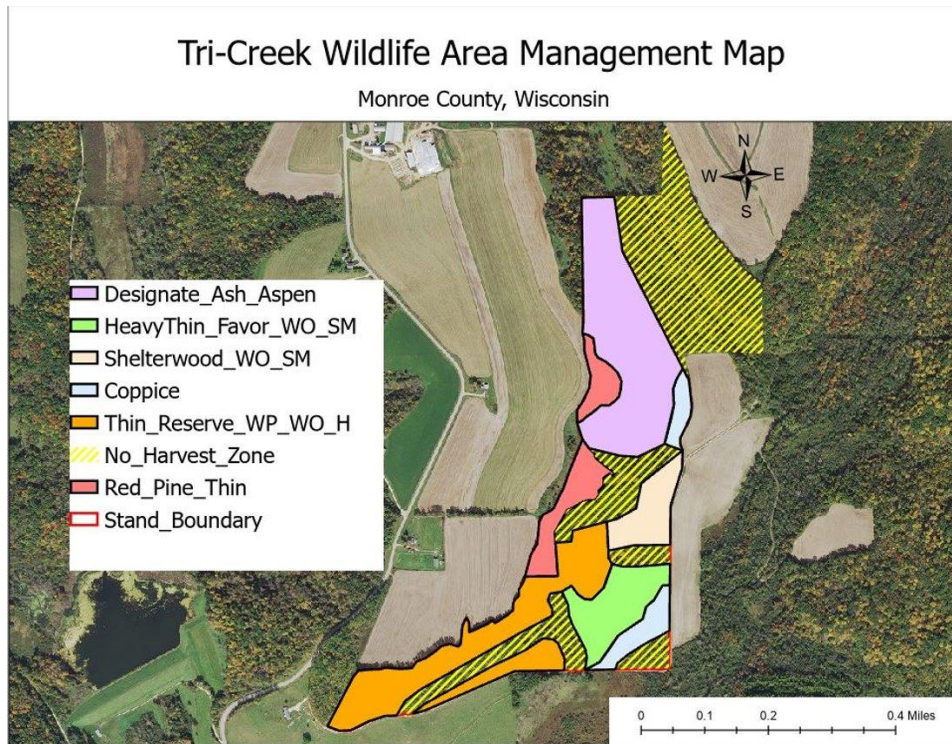 Tri-Creek Wildlife Area Management Map
Monroe County, Wisconsin
N
W E
S
Designate_Ash_Aspen
HeavyThin_Favor_WO_SM
Shelterwood_WO_SM
Coppice
Thin_Reserve_WP_WO_H
No_Harvest_Zone
Red_Pine_Thin
Stand_Boundary
0 0.1 0.2 0.4 Miles